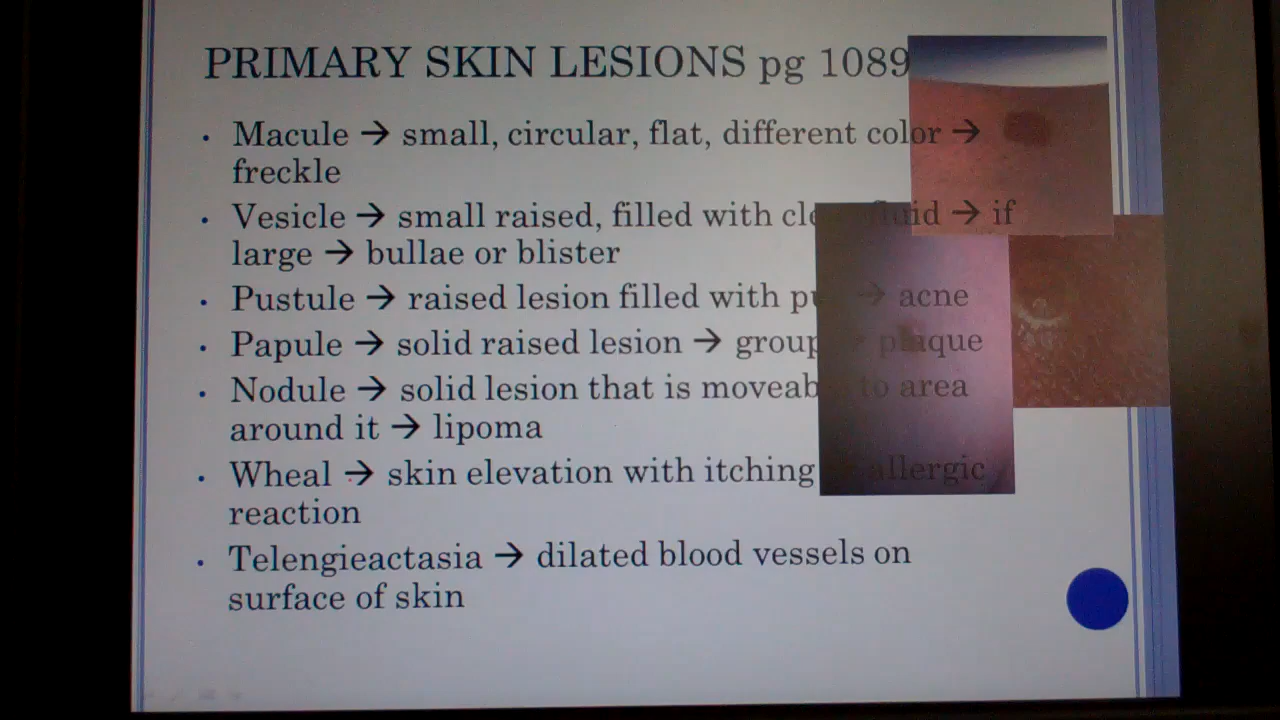 PRIMARY SKIN LESIONS pg 1089
• Macule → small, circular, flat, different color →
freckle
• Vesicle → small raised, filled with clear fluid → if
large → bullae or blister
• Pustule → raised lesion filled with pus → acne
• Papule → solid raised lesion → group → plaque
• Nodule → solid lesion that is moveable to area
around it → lipoma
• Wheal → skin elevation with itching → allergic
reaction
• Telengieactasia → dilated blood vessels on
surface of skin